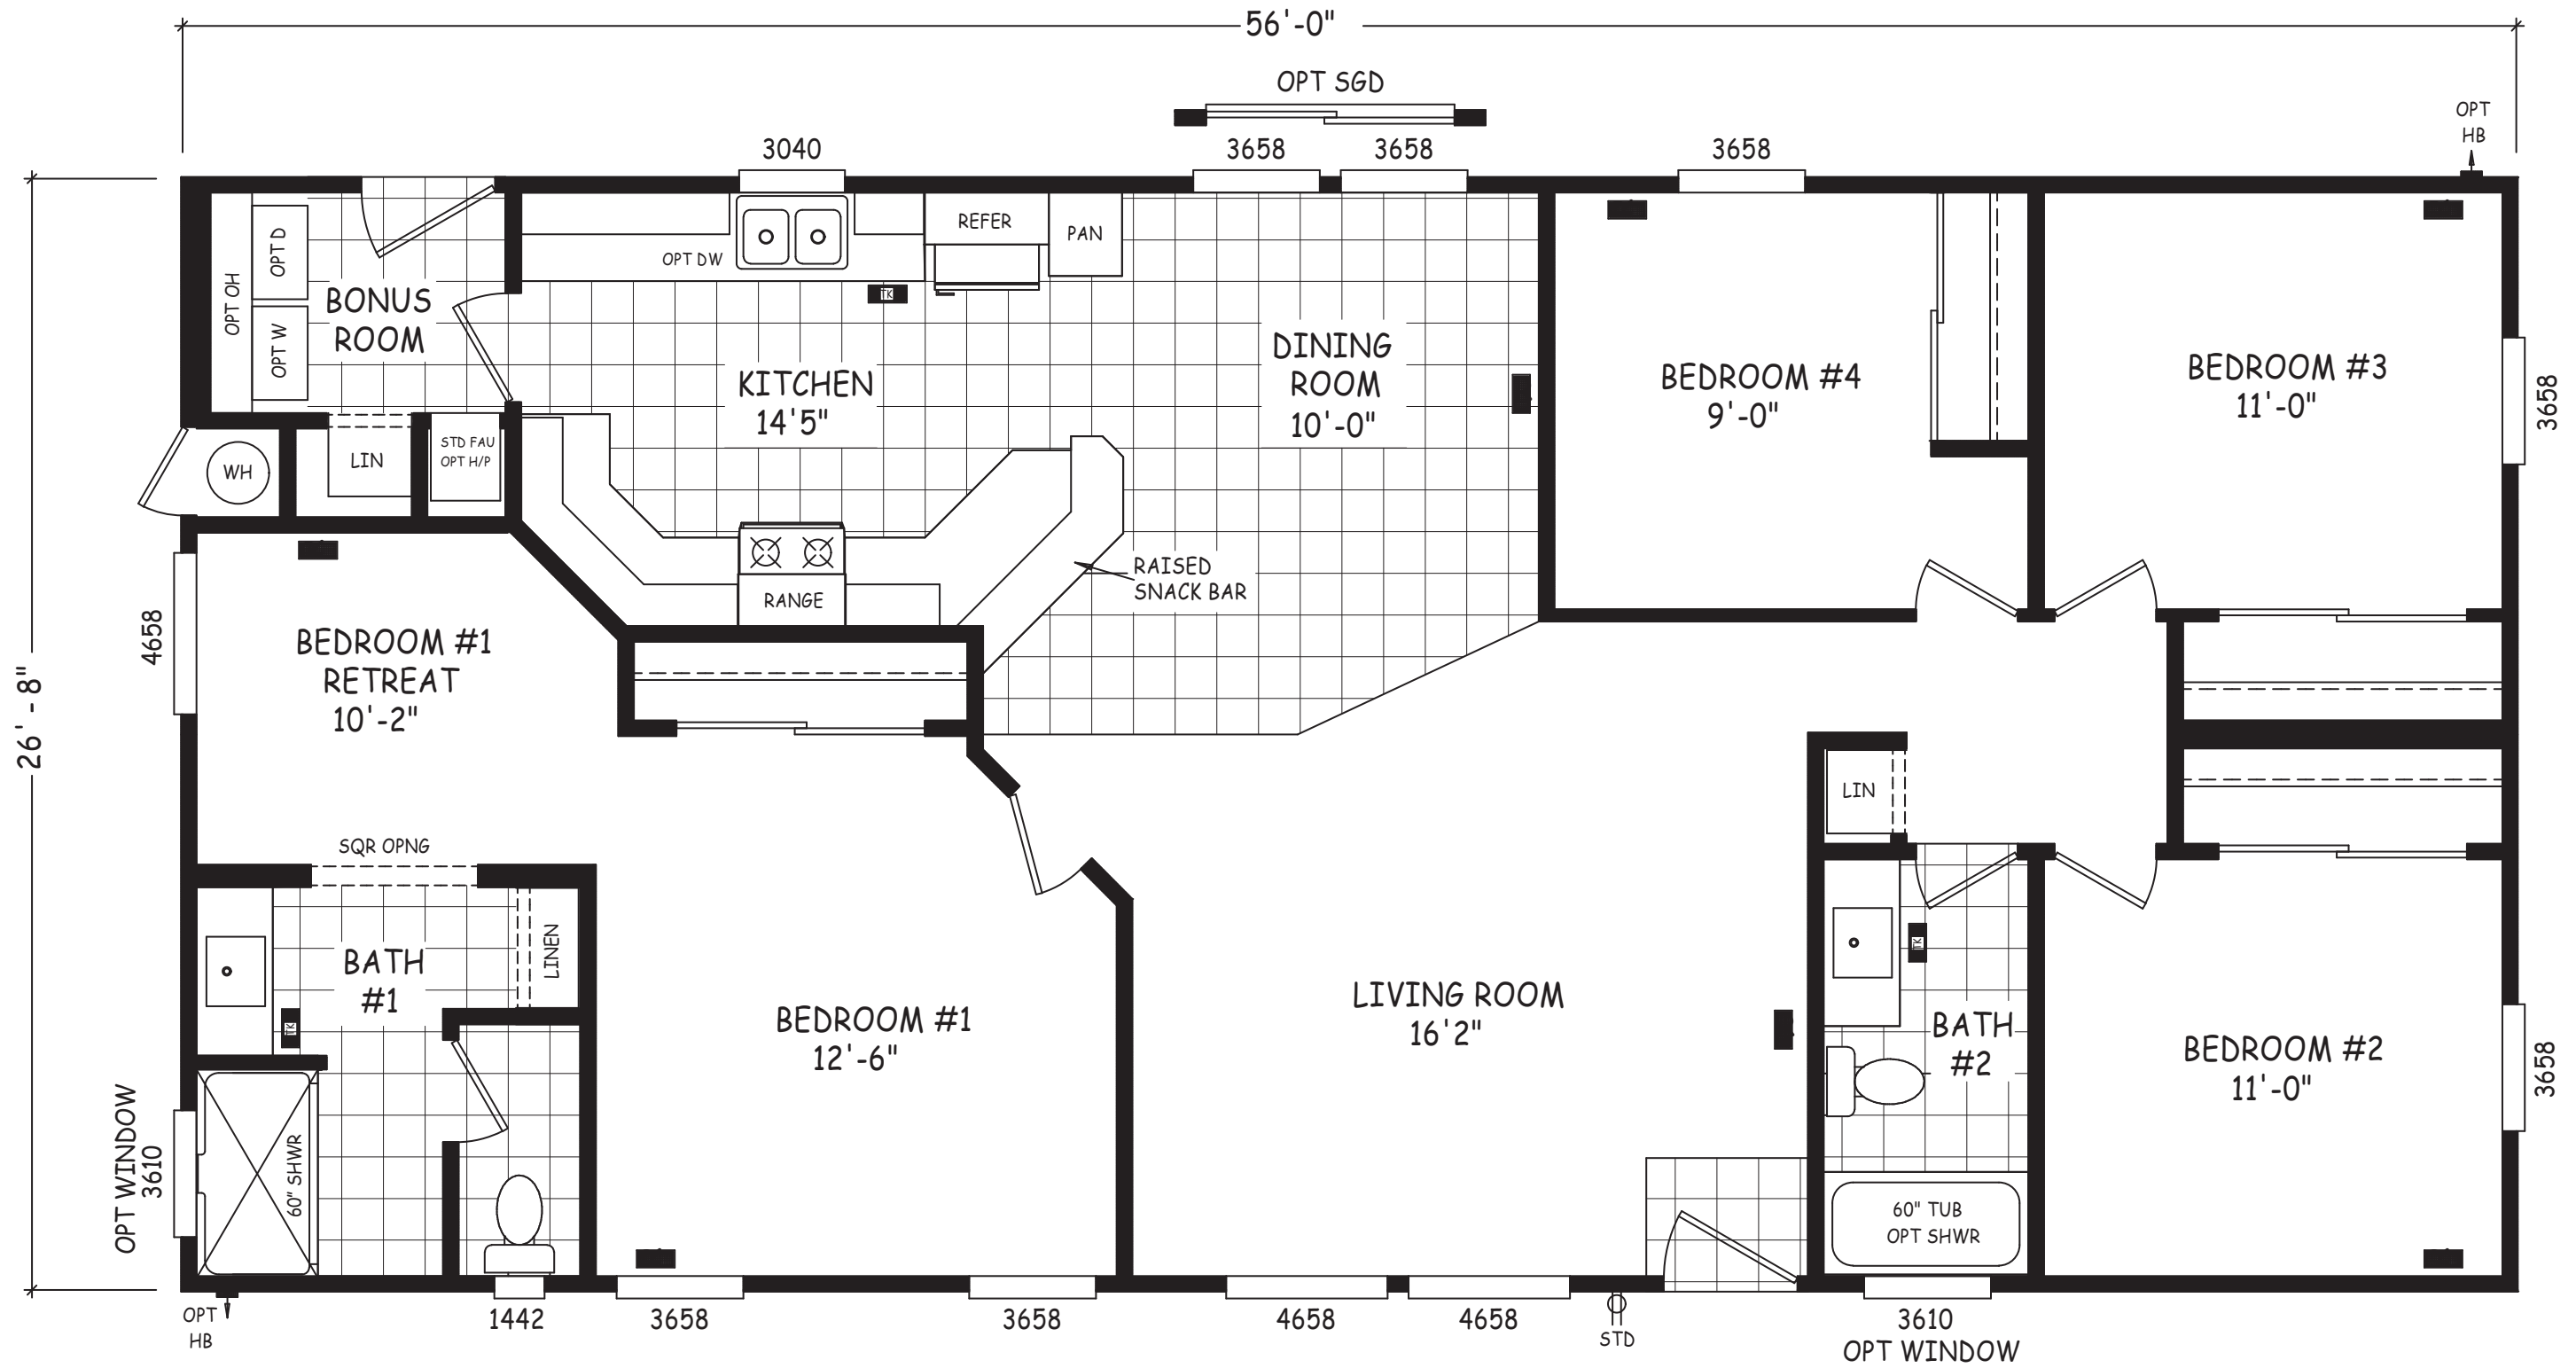 56'-0"
OPT SGD
OPT
HB
3040
3658
3658
3658
OPT D
OPT W
OPT OH
BONUS
ROOM
OPT DW
REFER
PAN
TK
KITCHEN
14'5"
DINING
ROOM
10'-0"
BEDROOM #4
9'-0"
BEDROOM #3
11'-0"
3658
WH
LIN
STD FAU
OPT H/P
RANGE
RAISED
SNACK BAR
4658
26'-8"
BEDROOM #1
RETREAT
10'-2"
SQR OPNG
LIN
BATH
#1
LINEN
TK
BEDROOM #1
12'-6"
LIVING ROOM
16'2"
TK
BATH
#2
BEDROOM #2
11'-0"
3658
OPT WINDOW
3610
60" SHWR
60" TUB
OPT SHWR
OPT
HB
1442
3658
3658
4658
4658
STD
3610
OPT WINDOW